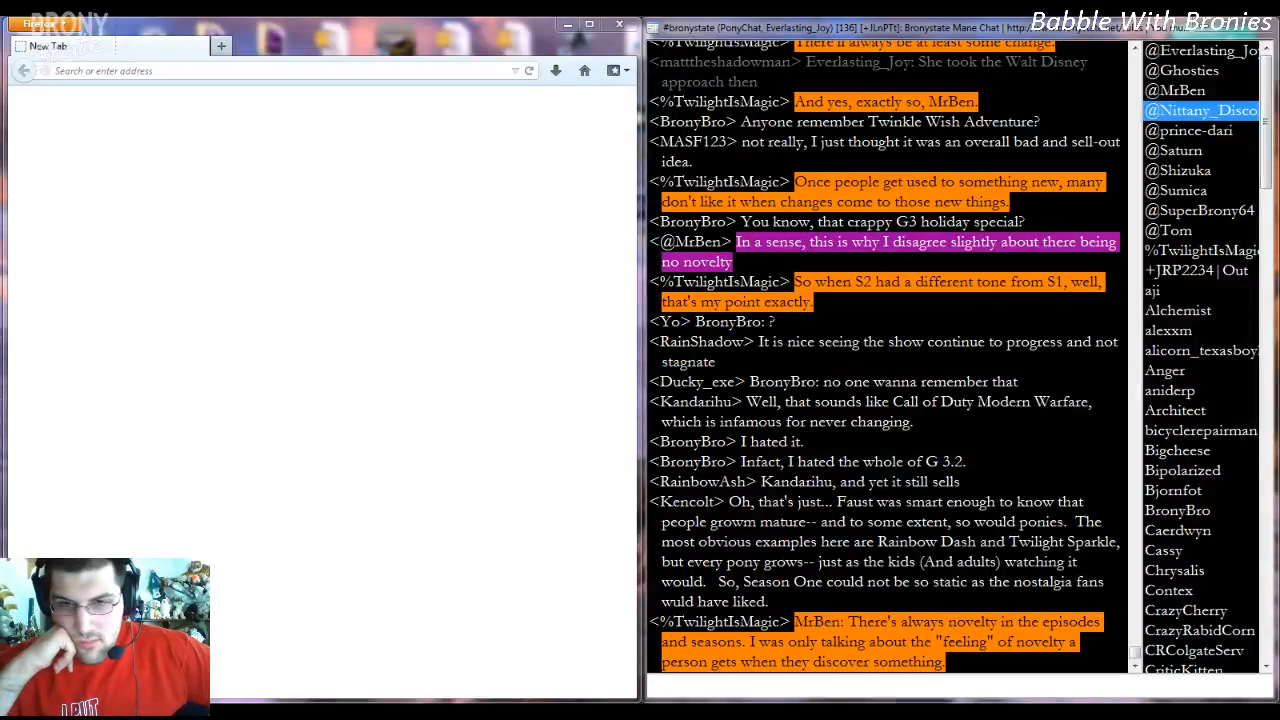 BRONY
Firefox
Babble With Bronies
#bronystate (PonyChat, Everlasting_Joy) [136] [+JLnPTt] Bronystate Mane Chat | http://
New Tab
Search or enter address
<%TwilightIsMagic> There'll always be at least some change.
<matttheshadowman> Everlasting_Joy: She took the Walt Disney
approach then
<%TwilightIsMagic> And yes, exactly so, MrBen.
<BronyBro> Anyone remember Twinkle Wish Adventure?
<MASF123> not really, I just thought it was an overall bad and sell-out
idea.
<%TwilightIsMagic> Once people get used to something new, many
don't like it when changes come to those new things.
<BronyBro> You know, that crappy G3 holiday special?
<@MrBen> In a sense, this is why I disagree slightly about there being
no novelty
<%TwilightIsMagic> So when S2 had a different tone from S1, well,
that's my point exactly.
<Yo> BronyBro: ?
<RainShadow> It is nice seeing the show continue to progress and not
stagnate
<Ducky_exe> BronyBro: no one wanna remember that
<Kandarihu> Well, that sounds like Call of Duty Modern Warfare,
which is infamous for never changing.
<BronyBro> I hated it.
<BronyBro> Infact, I hated the whole of G 3.2.
<RainbowAsh> Kandarihu, and yet it still sells
<Kencolt> Oh, that's just... Faust was smart enough to know that
people growm mature-- and to some extent, so would ponies. The
most obvious examples here are Rainbow Dash and Twilight Sparkle,
but every pony grows-- just as the kids (And adults) watching it
would. So, Season One could not be so static as the nostalgia fans
wuld have liked.
<%TwilightIsMagic> MrBen: There's always novelty in the episodes
and seasons. I was only talking about the "feeling" of novelty a
person gets when they discover something.
@Everlasting_Jo
@Ghosties
@MrBen
@Nittany_Disco
@prince-dari
@Saturn
@Shizuka
@Sumica
@SuperBrony64
@Tom
%TwilightIsMagic
+JRP2234|Out
aji
Alchemist
alexxm
alicorn_texasboy
Anger
aniderp
Architect
bicyclerepairman
Bigcheese
Bipolarized
Bjornfot
BronyBro
Caerdwyn
Cassy
Chrysalis
Contex
CrazyCherry
CrazyRabidCorn
CRColgateServ
CriticKitten